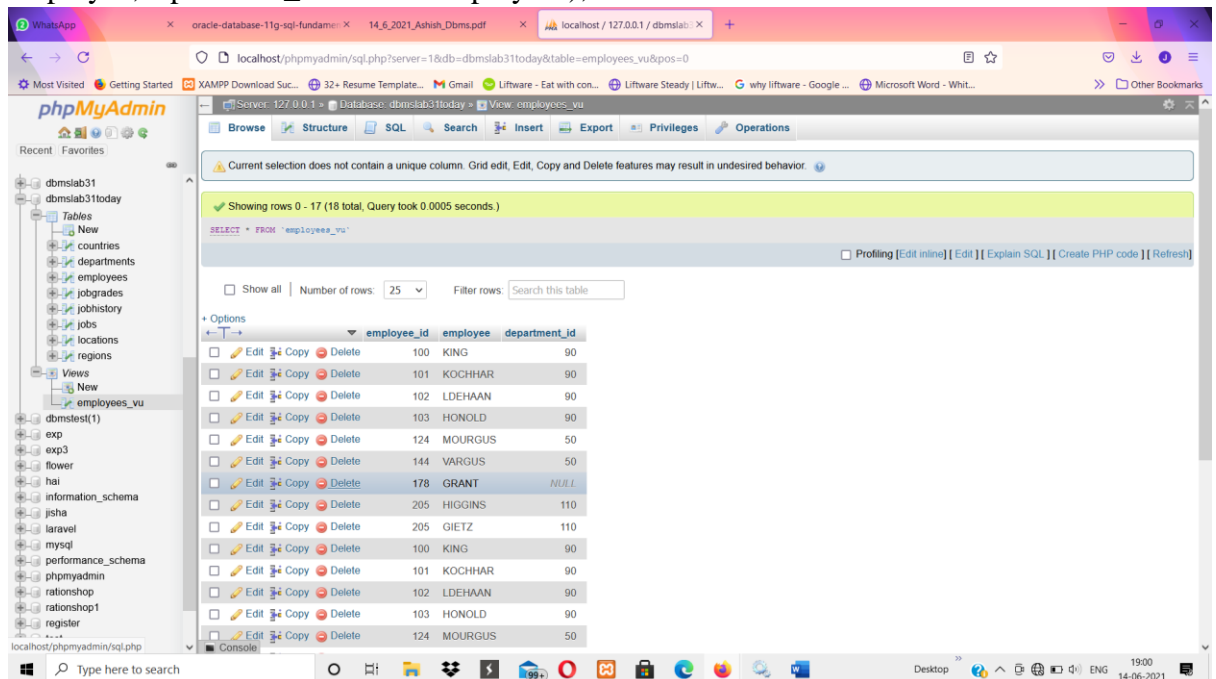 WhatsApp × oracle-database-11g-sql-fundamen × 14_6_2021_Ashish_Dbms.pdf × localhost / 127.0.0.1 / dbmslab3 × +
localhost/phpmyadmin/sql.php?server=1&db=dbmslab31today&table=employees_vu&pos=0
Most Visited Getting Started XAMPP Download Suc... 32+ Resume Template... Gmail Liftware - Eat with con... Liftware Steady | Liftw... why liftware - Google ... Microsoft Word - Whit... Other Bookmarks
phpMyAdmin
Recent Favorites
dbmslab31
dbmslab31today
Tables
New
countries
departments
employees
jobgrades
jobhistory
jobs
locations
regions
Views
New
employees_vu
dbmstest(1)
exp
exp3
flower
hai
information_schema
jisha
laravel
mysql
performance_schema
phpmyadmin
rationshop
rationshop1
register
localhost/phpmyadmin/sql.php
Server: 127.0.0.1 » Database: dbmslab31today » View: employees_vu
Browse Structure SQL Search Insert Export Privileges Operations
Current selection does not contain a unique column. Grid edit, Edit, Copy and Delete features may result in undesired behavior.
Showing rows 0 - 17 (18 total, Query took 0.0005 seconds.)
SELECT * FROM `employees_vu`
Profiling [Edit inline] [ Edit ] [ Explain SQL ] [ Create PHP code ] [ Refresh]
Show all | Number of rows: 25 Filter rows: Search this table
+ Options
←T→ employee_id employee department_id
Edit Copy Delete 100 KING 90
Edit Copy Delete 101 KOCHHAR 90
Edit Copy Delete 102 LDEHAAN 90
Edit Copy Delete 103 HONOLD 90
Edit Copy Delete 124 MOURGUS 50
Edit Copy Delete 144 VARGUS 50
Edit Copy Delete 178 GRANT NULL
Edit Copy Delete 205 HIGGINS 110
Edit Copy Delete 205 GIETZ 110
Edit Copy Delete 100 KING 90
Edit Copy Delete 101 KOCHHAR 90
Edit Copy Delete 102 LDEHAAN 90
Edit Copy Delete 103 HONOLD 90
Edit Copy Delete 124 MOURGUS 50
Console
Type here to search 99+ Desktop ENG 19:00
14-06-2021